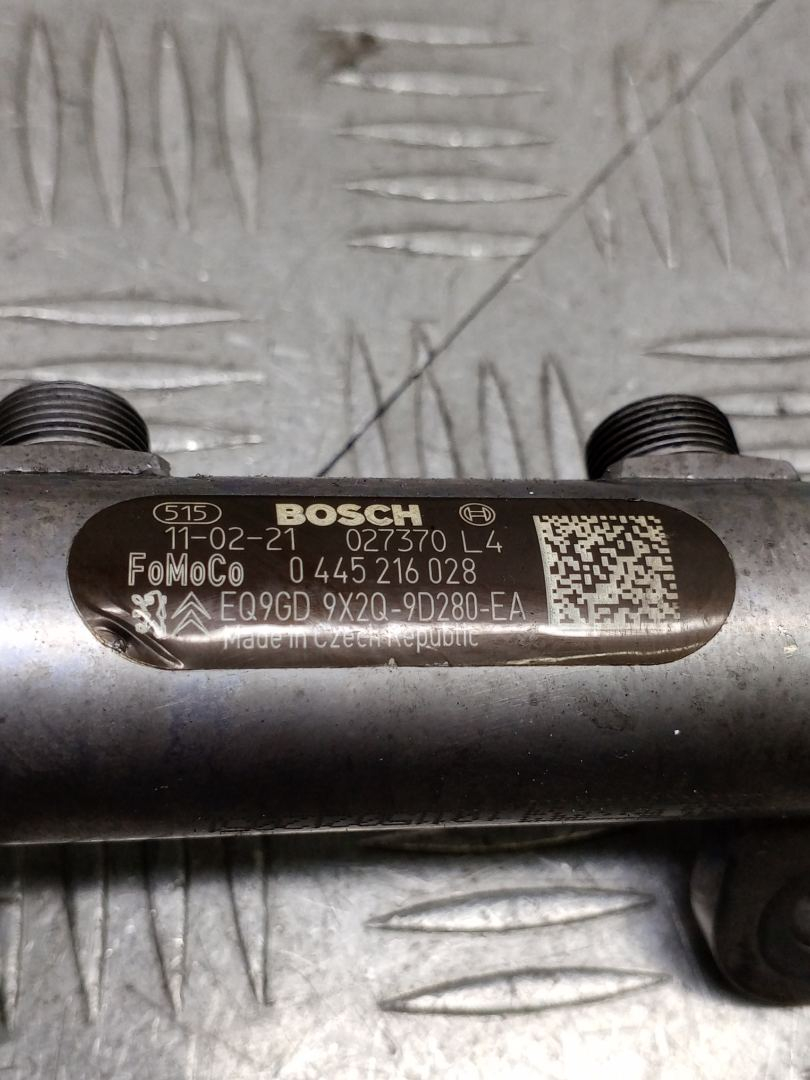 515 BOSCH
11-02-21 027370 L4
FoMoCo 0 445 216 028
EQ9GD 9X2Q-9D280-EA
Made in Czech Republic